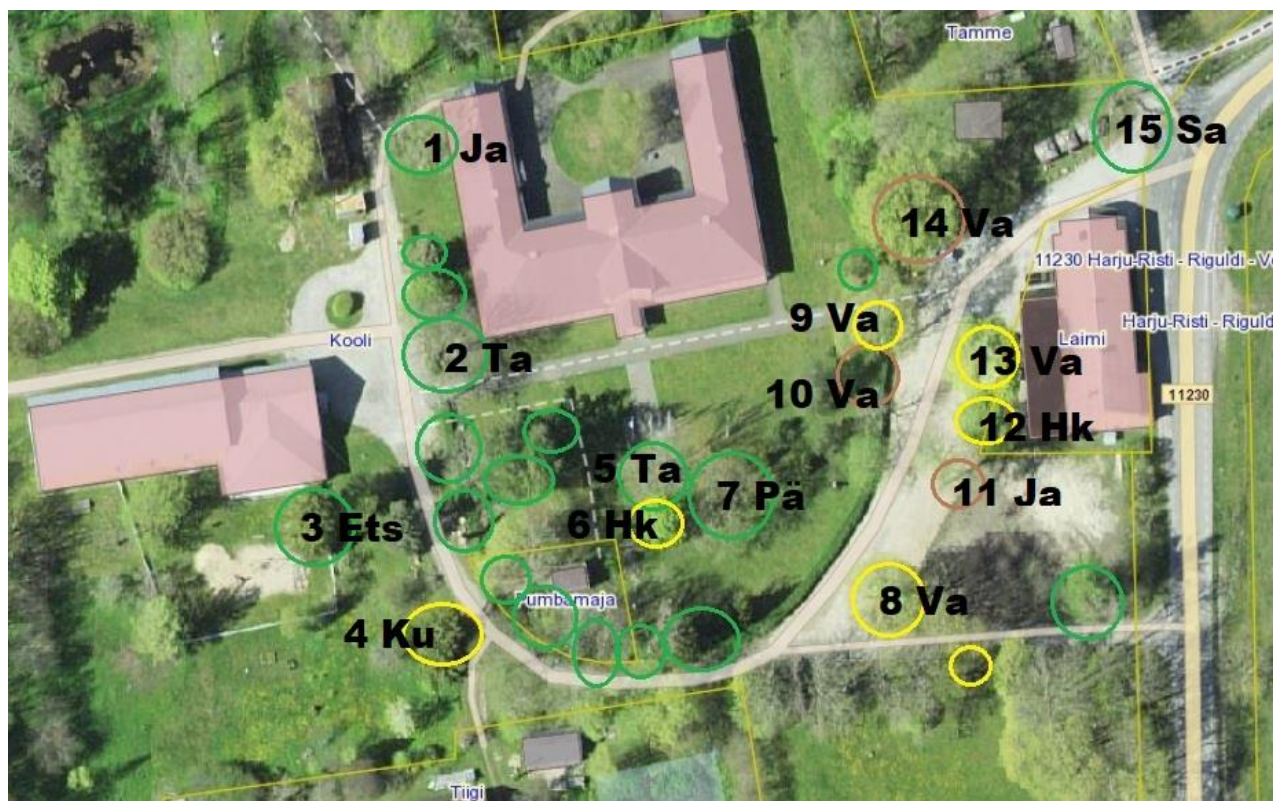 Tamme
15 Sa
1 Ja
14 Va
11230 Harju-Risti - Riguldi - V
9 Va
Harju-Risti - Riguld
Kooli
2 Ta
13 Va
Laimi
10 Va
11230
12 Hk
5 Ta
7 Pä
11 Ja
3 Ets
6 Hk
Pumbamaja
8 Va
4 Ku
Tiigi